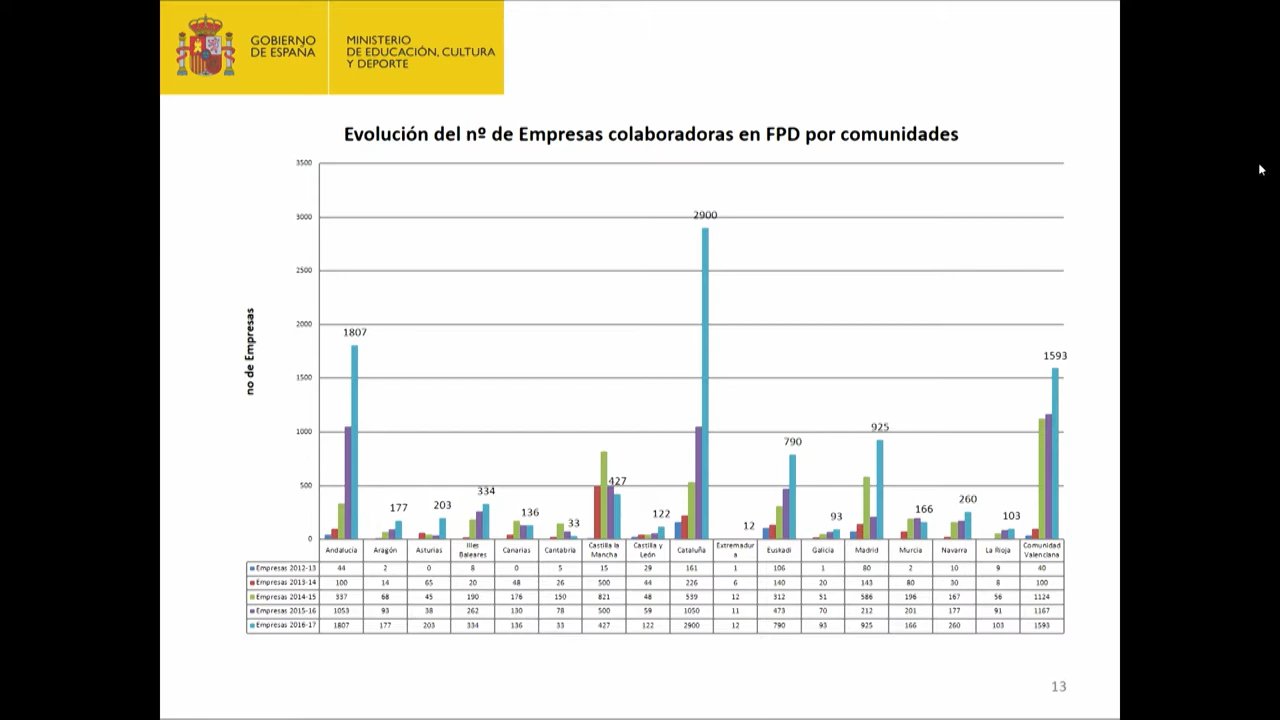 GOBIERNO
DE ESPAÑA
MINISTERIO
DE EDUCACIÓN, CULTURA
Y DEPORTE
Evolución del nº de Empresas colaboradoras en FPD por comunidades
no de Empresas
3500
3000
2500
2000
1500
1000
500
0
1807
177
203
334
136
33
427
122
2900
12
790
93
925
166
260
103
1593
Andalucía Aragón Asturias Illes Baleares Canarias Cantabria Castilla la Mancha Castilla y León Cataluña Extremadura Euskadi Galicia Madrid Murcia Navarra La Rioja Comunidad Valenciana
Empresas 2012-13 44 2 0 8 0 5 15 29 161 1 106 1 80 2 10 9 40
Empresas 2013-14 100 14 65 20 48 26 500 44 226 6 140 20 143 80 30 8 100
Empresas 2014-15 337 68 45 190 176 150 821 48 539 12 312 51 586 196 167 56 1124
Empresas 2015-16 1053 93 38 262 130 78 500 59 1050 11 473 70 212 201 177 91 1167
Empresas 2016-17 1807 177 203 334 136 33 427 122 2900 12 790 93 925 166 260 103 1593
13